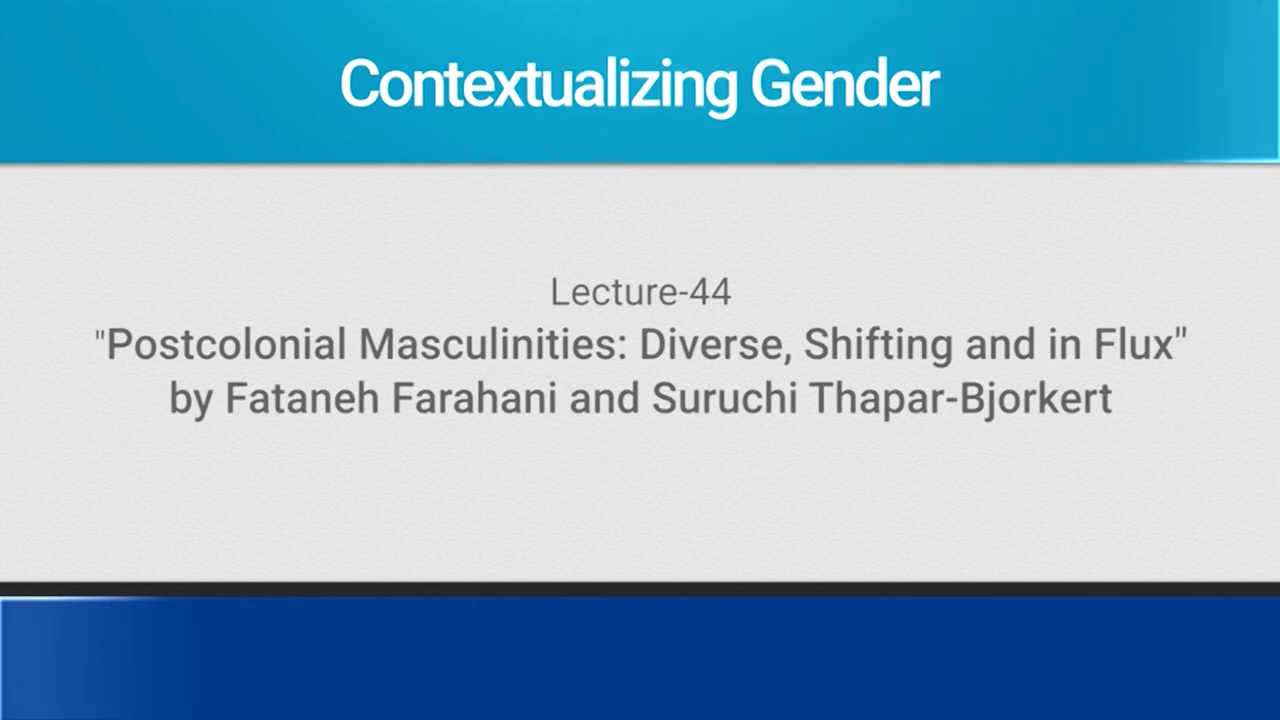 Contextualizing Gender
Lecture-44
"Postcolonial Masculinities: Diverse, Shifting and in Flux"
by Fataneh Farahani and Suruchi Thapar-Bjorkert